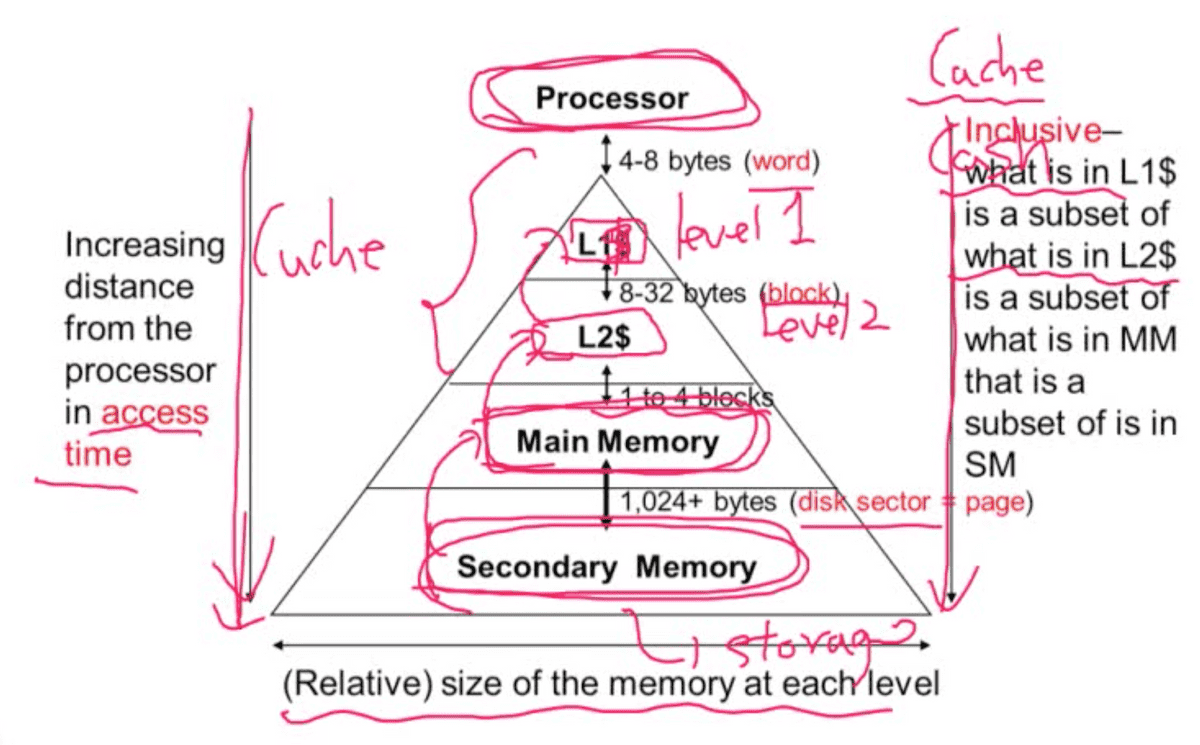 Cache
Processor
Inclusive–
Cash
4-8 bytes (word)
what is in L1$
level 1
is a subset of
Increasing
Cache
L1$
what is in L2$
distance
8-32 bytes (block)
is a subset of
from the
L2$
Level 2
what is in MM
processor
that is a
in access
1 to 4 blocks
subset of is in
time
Main Memory
SM
1,024+ bytes (disk sector = page)
Secondary Memory
storage
(Relative) size of the memory at each level